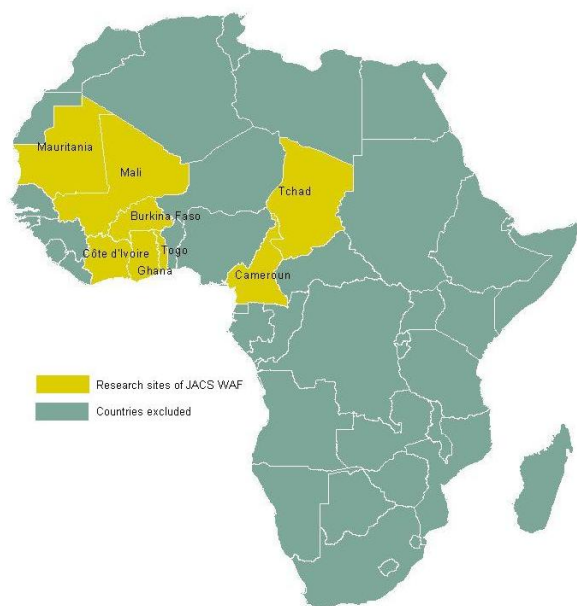 Mauritania
Mali
Tchad
Burkina Faso
Côte d'Ivoire
Togo
Ghana
Cameroun
Research sites of JACS WAF
Countries excluded